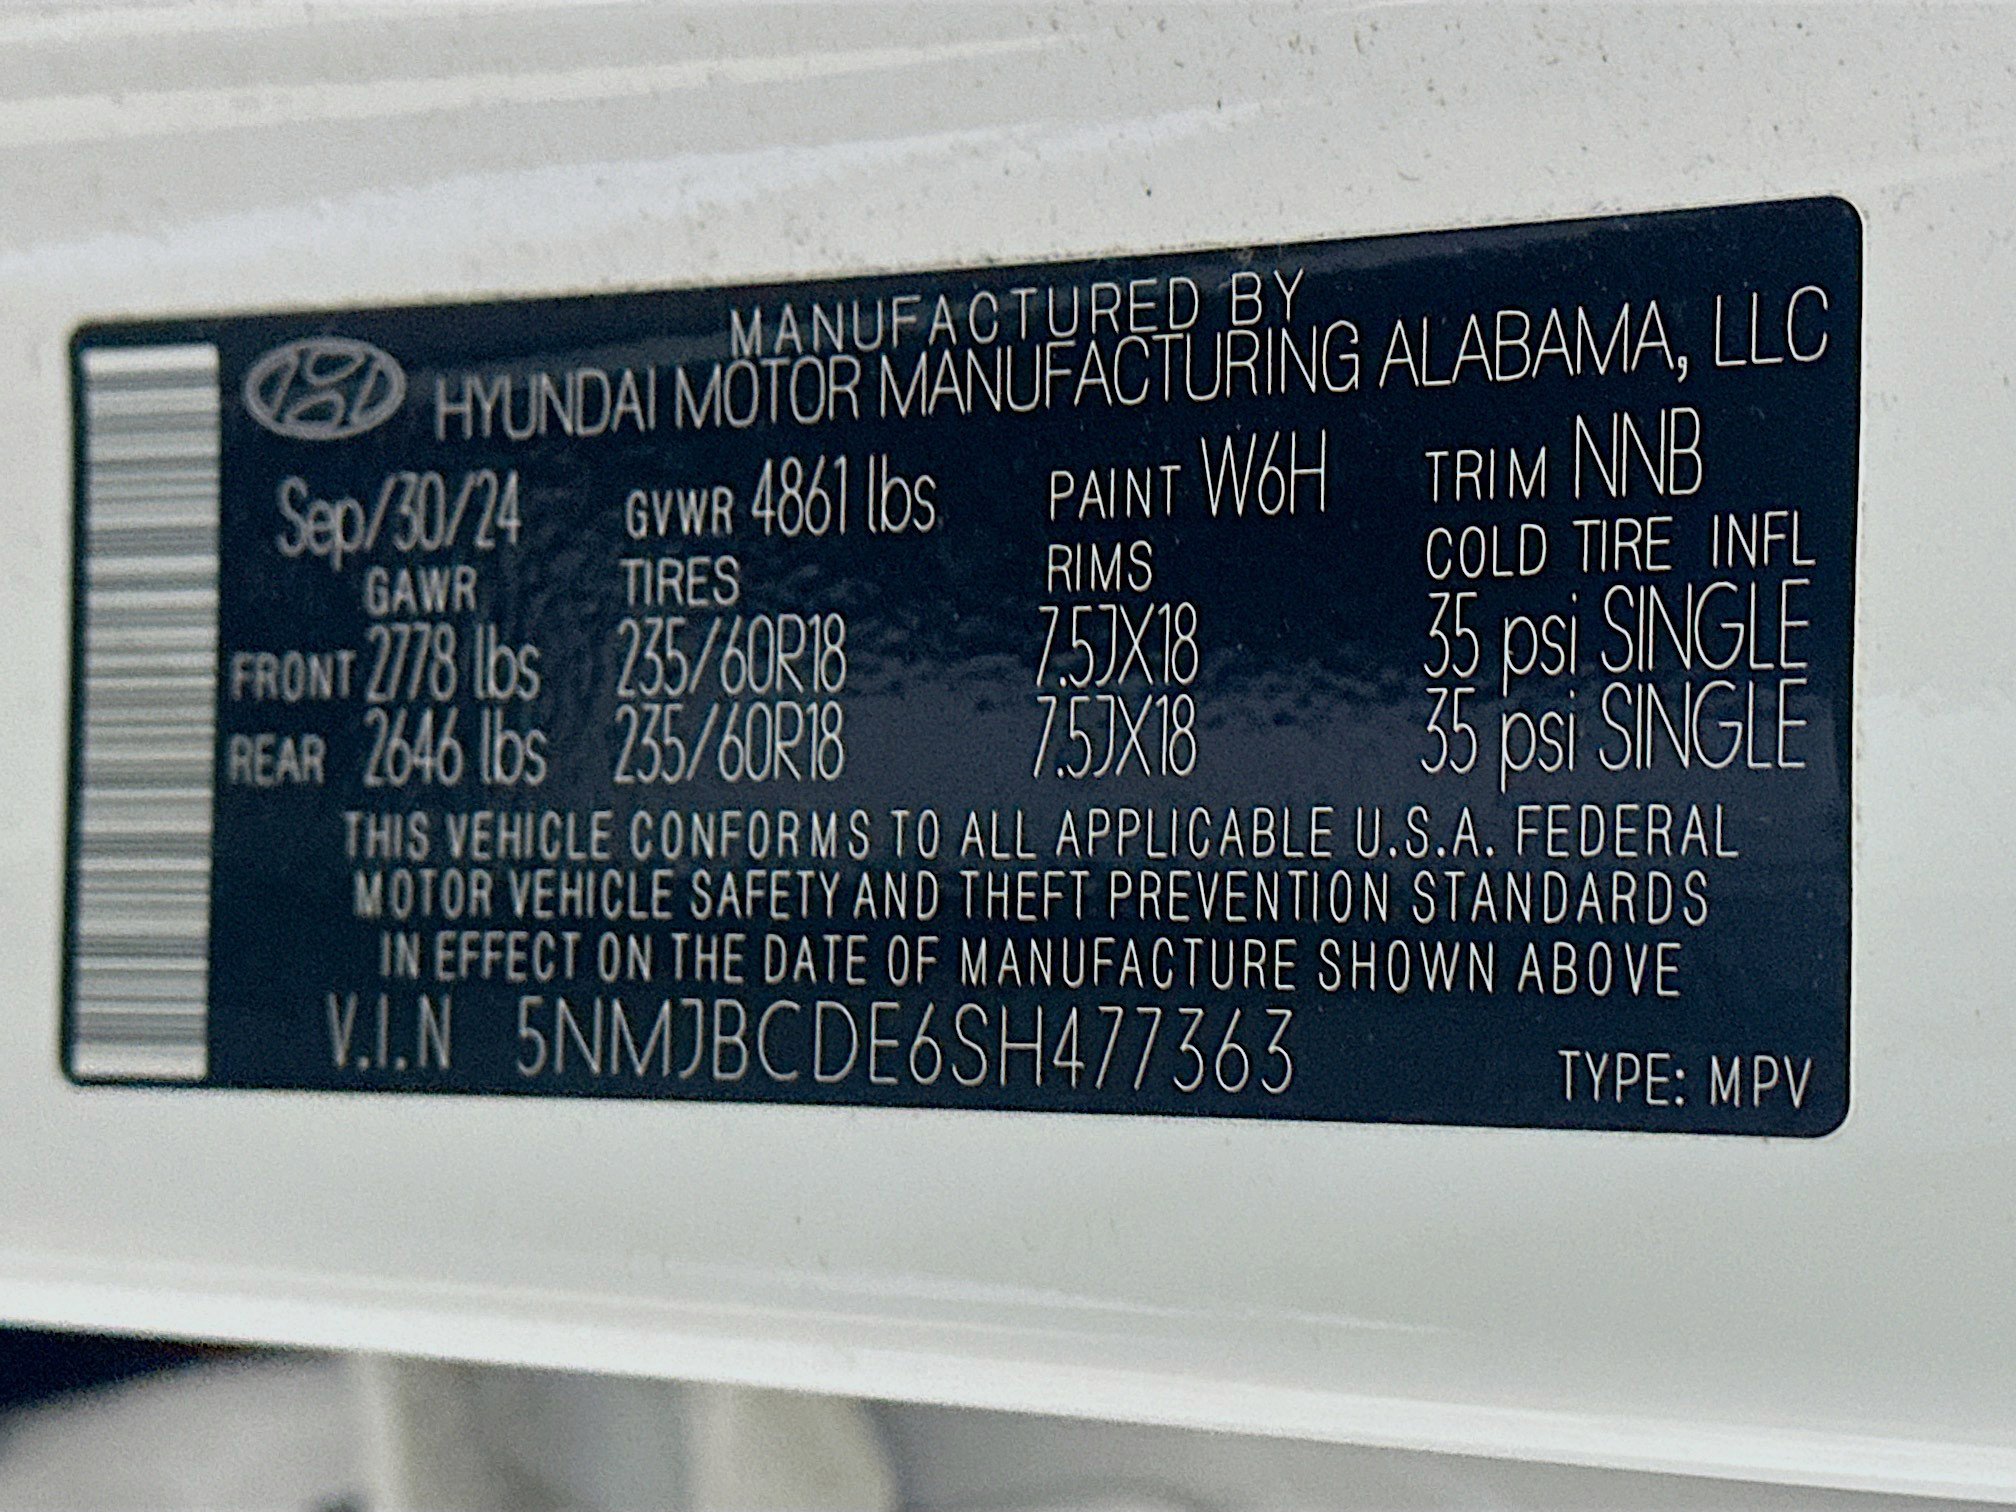 MANUFACTURED BY
HYUNDAI MOTOR MANUFACTURING ALABAMA, LLC
Sep/30/24 GVWR 4861 lbs PAINT W6H TRIM NNB
GAWR TIRES RIMS COLD TIRE INFL
FRONT 2778 lbs 235/60R18 7.5JX18 35 psi SINGLE
REAR 2646 lbs 235/60R18 7.5JX18 35 psi SINGLE
THIS VEHICLE CONFORMS TO ALL APPLICABLE U.S.A. FEDERAL
MOTOR VEHICLE SAFETY AND THEFT PREVENTION STANDARDS
IN EFFECT ON THE DATE OF MANUFACTURE SHOWN ABOVE
V.I.N 5NMJBCDE6SH477363 TYPE: MPV